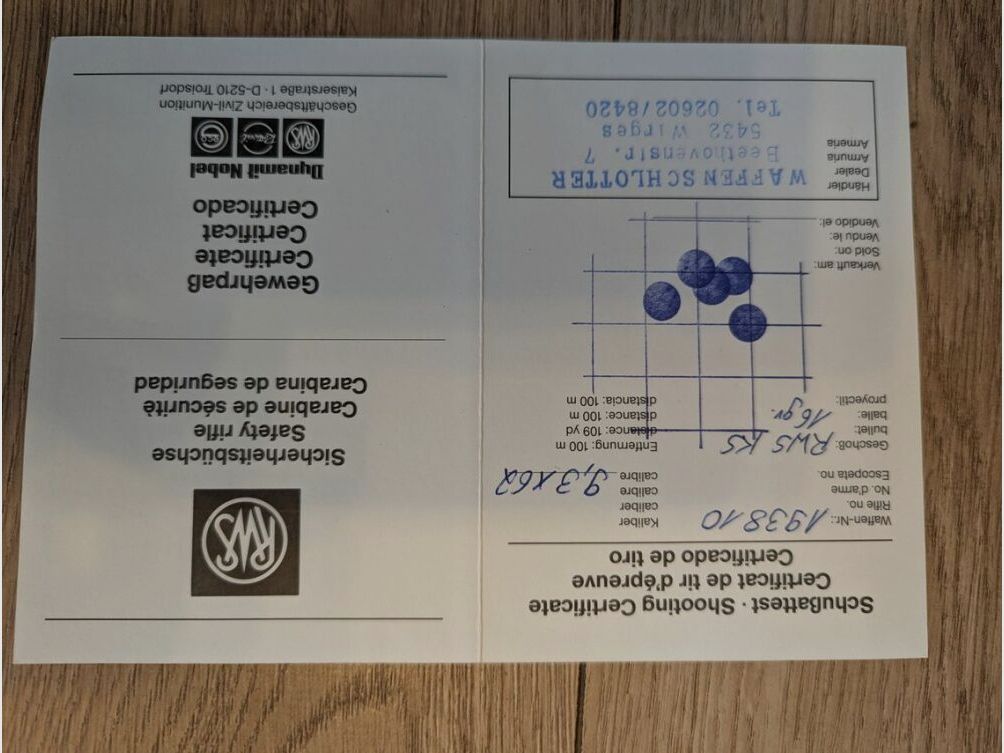 Schußattest · Shooting Certificate
Certificat de tir d'épreuve
Certificado de tiro
Waffen-Nr.: 193810 Kaliber
Rifle no. caliber
No. d'arme calibre 9,3x62
Escopeta no. calibre
Geschoß: RWS KS Entfernung: 100 m
bullet: distance: 109 yd
balle: 16 gr. distance: 100 m
proyectil: distancia: 100 m
Verkauft am:
Sold on:
Vendu le:
Vendido el:
Händler WAFFEN SCHLOTTER
Dealer Beethovenstr. 7
Armuria 5432 Wirges
Armeria Tel. 02602/8420
RWS
Sicherheitsbüchse
Safety rifle
Carabine de sécurité
Carabina de seguridad
Gewehrpaß
Certificate
Certificat
Certificado
Dynamit Nobel
RWS Rottweil
Geschäftsbereich Zivil-Munition
Kaiserstraße 1 · D-5210 Troisdorf